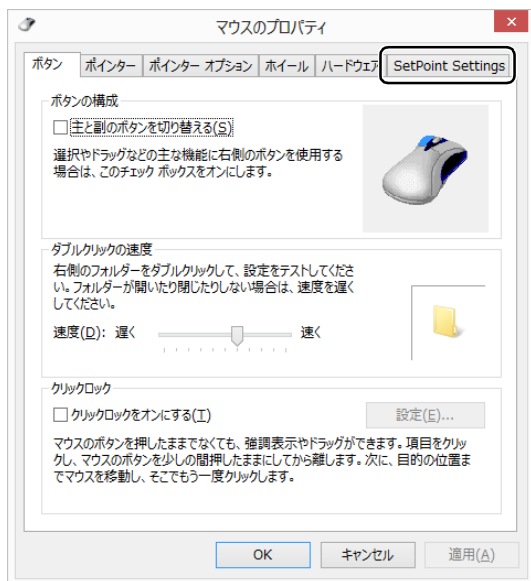 マウスのプロパティ
ボタン ポインター ポインター オプション ホイール ハードウェア SetPoint Settings
ボタンの構成
主と副のボタンを切り替える(S)
選択やドラッグなどの主な機能に右側のボタンを使用する
場合は、このチェック ボックスをオンにします。
ダブルクリックの速度
右側のフォルダーをダブルクリックして、設定をテストしてくださ
い。フォルダーが開いたり閉じたりしない場合は、速度を遅く
してください。
速度(D): 遅く 速く
クリックロック
クリックロックをオンにする(T) 設定(E)...
マウスのボタンを押したままでなくても、強調表示やドラッグができます。項目をクリッ
クし、マウスのボタンを少しの間押したままにしてから離します。次に、目的の位置ま
でマウスを移動し、そこでもう一度クリックします。
OK キャンセル 適用(A)